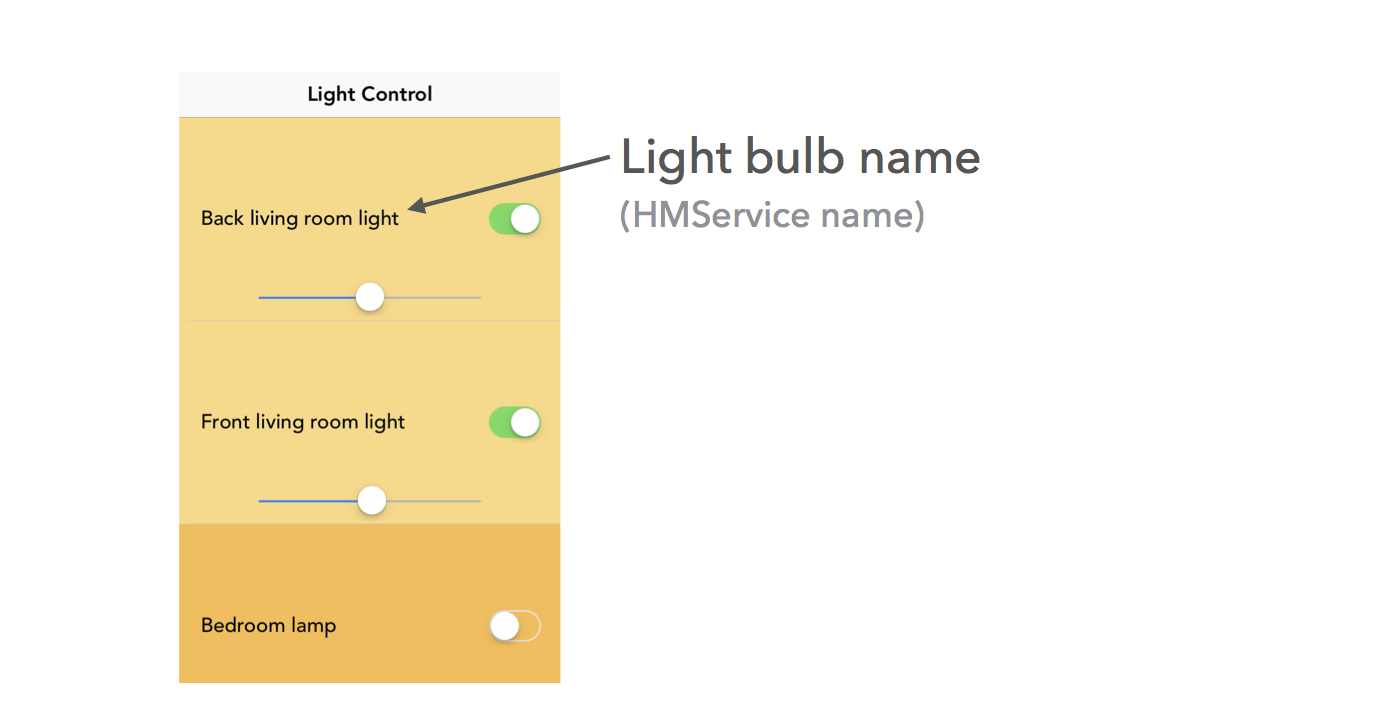 Light Control
Light bulb name
(HMService name)
Back living room light
Front living room light
Bedroom lamp